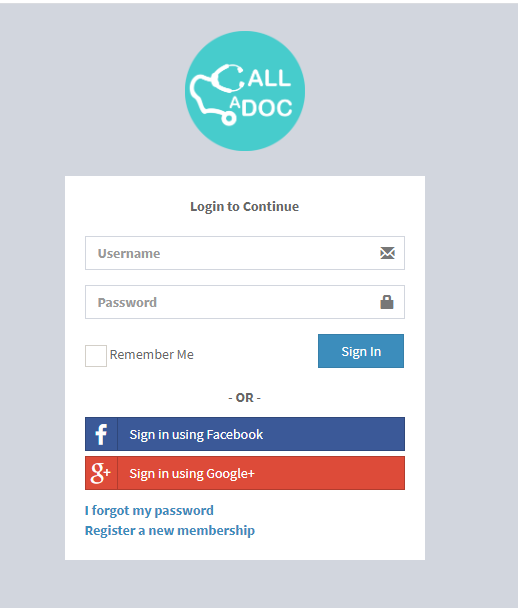 CALL
A DOC
Login to Continue
Username
Password
Remember Me
Sign In
- OR -
f Sign in using Facebook
g+ Sign in using Google+
I forgot my password
Register a new membership